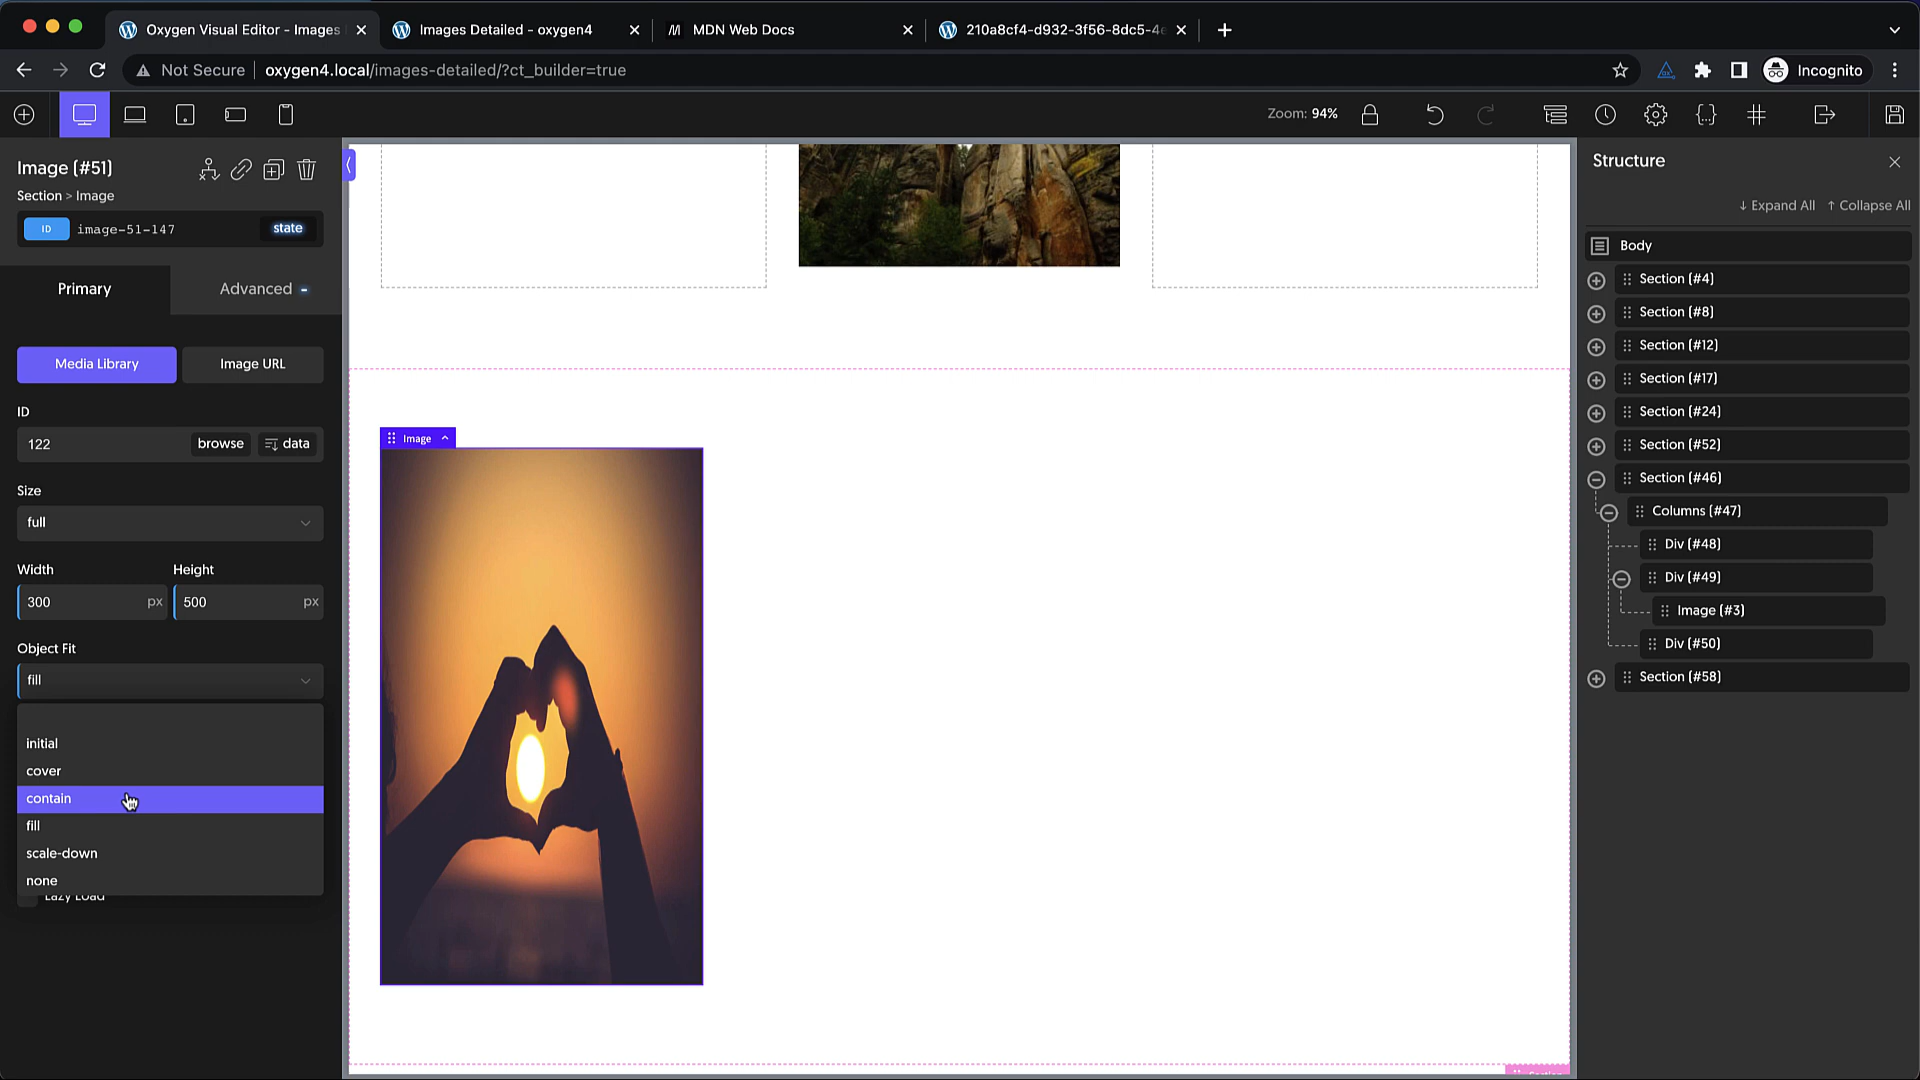 Oxygen Visual Editor - Images
Images Detailed - oxygen4
MDN Web Docs
210a8cf4-d932-3f56-8dc5-4e
Not Secure
oxygen4.local/images-detailed/?ct_builder=true
Incognito
Zoom: 94%
Image (#51)
Section > Image
ID
image-51-147
state
Primary
Advanced
Media Library
Image URL
ID
122
browse
data
Size
full
Width
Height
300
px
500
px
Object Fit
fill
initial
cover
contain
fill
scale-down
none
Lazy Load
Image
Section
Structure
Expand All
Collapse All
Body
Section (#4)
Section (#8)
Section (#12)
Section (#17)
Section (#24)
Section (#52)
Section (#46)
Columns (#47)
Div (#48)
Div (#49)
Image (#3)
Div (#50)
Section (#58)